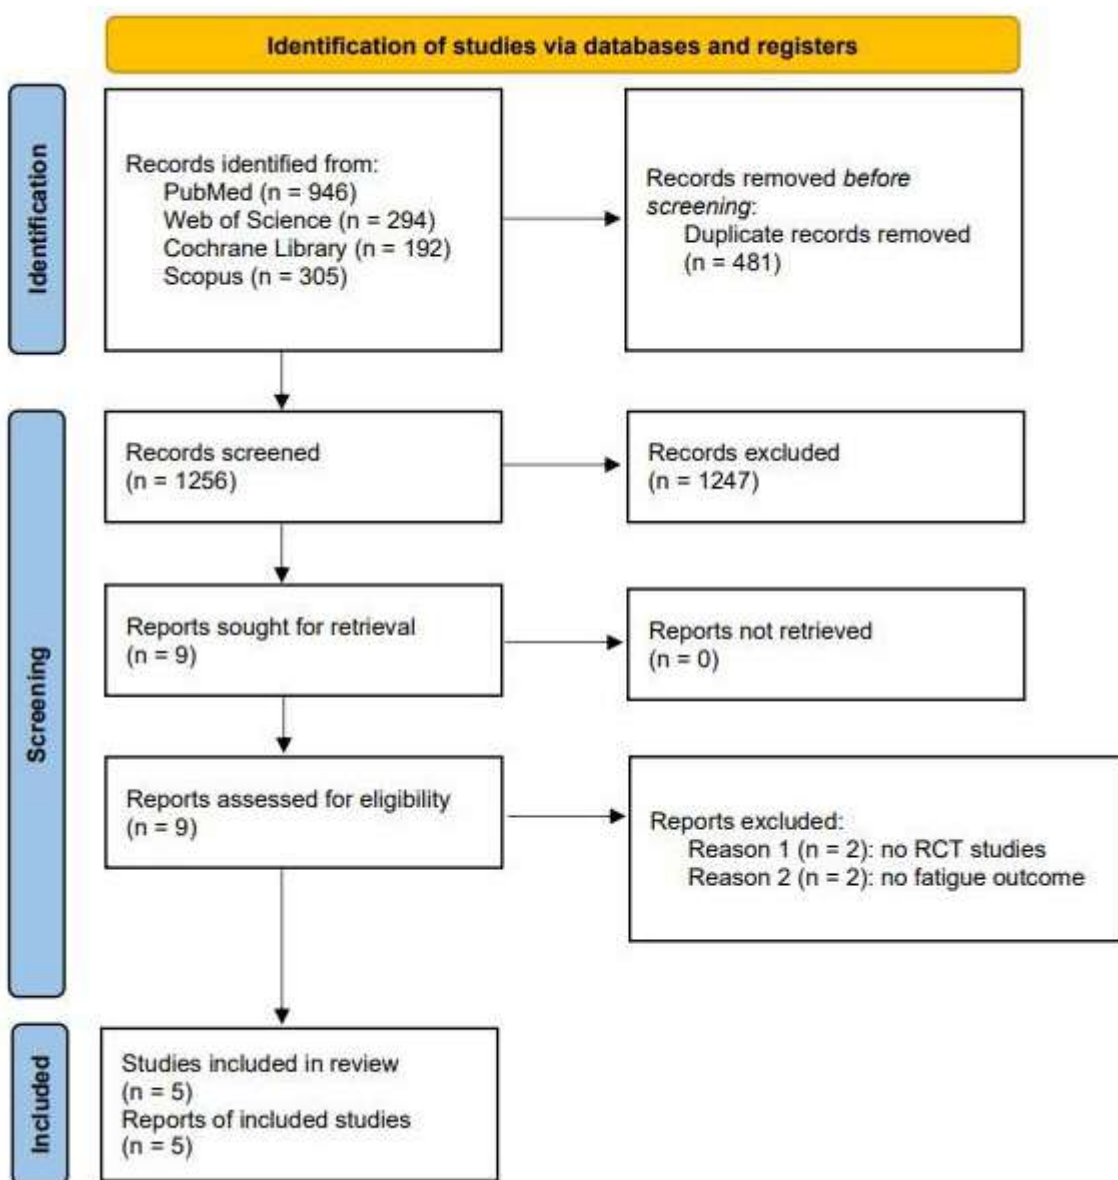 Identification of studies via databases and registers
Identification
Records identified from:
PubMed (n = 946)
Web of Science (n = 294)
Cochrane Library (n = 192)
Scopus (n = 305)
Records removed before
screening:
Duplicate records removed
(n = 481)
Screening
Records screened
(n = 1256)
Records excluded
(n = 1247)
Reports sought for retrieval
(n = 9)
Reports not retrieved
(n = 0)
Reports assessed for eligibility
(n = 9)
Reports excluded:
Reason 1 (n = 2): no RCT studies
Reason 2 (n = 2): no fatigue outcome
Included
Studies included in review
(n = 5)
Reports of included studies
(n = 5)